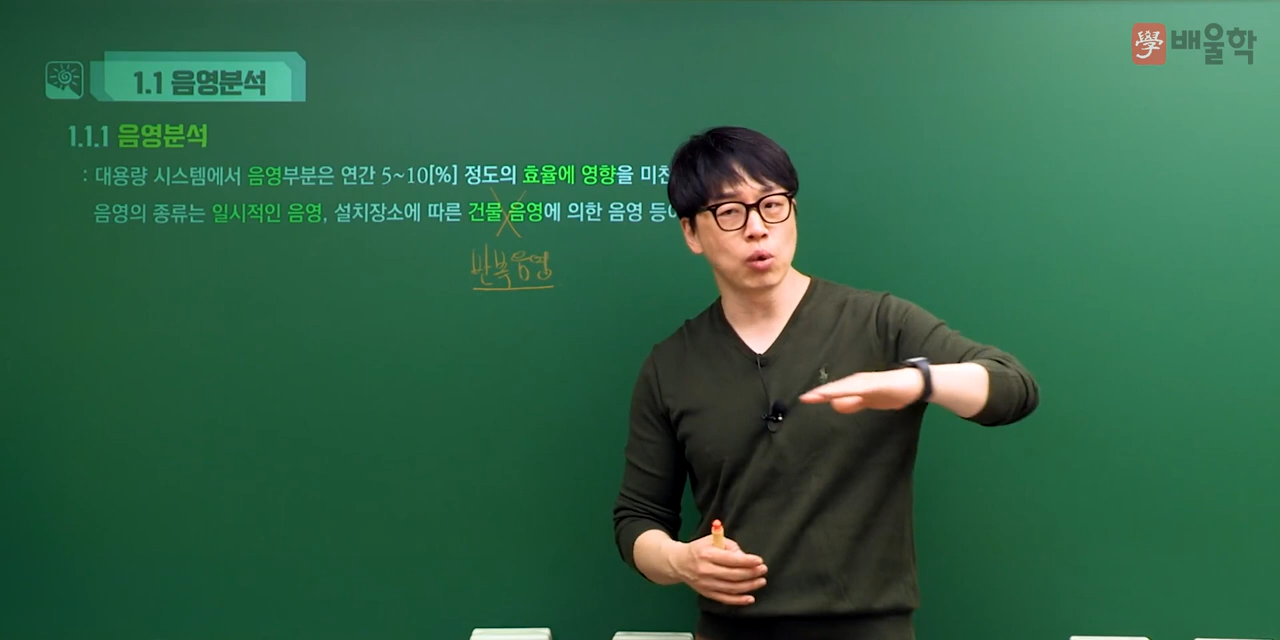 學 배울학
1.1 음영분석
1.1.1 음영분석
: 대용량 시스템에서 음영부분은 연간 5~10[%] 정도의 효율에 영향을 미친
음영의 종류는 일시적인 음영, 설치장소에 따른 건물 음영에 의한 음영 등이
반복음영